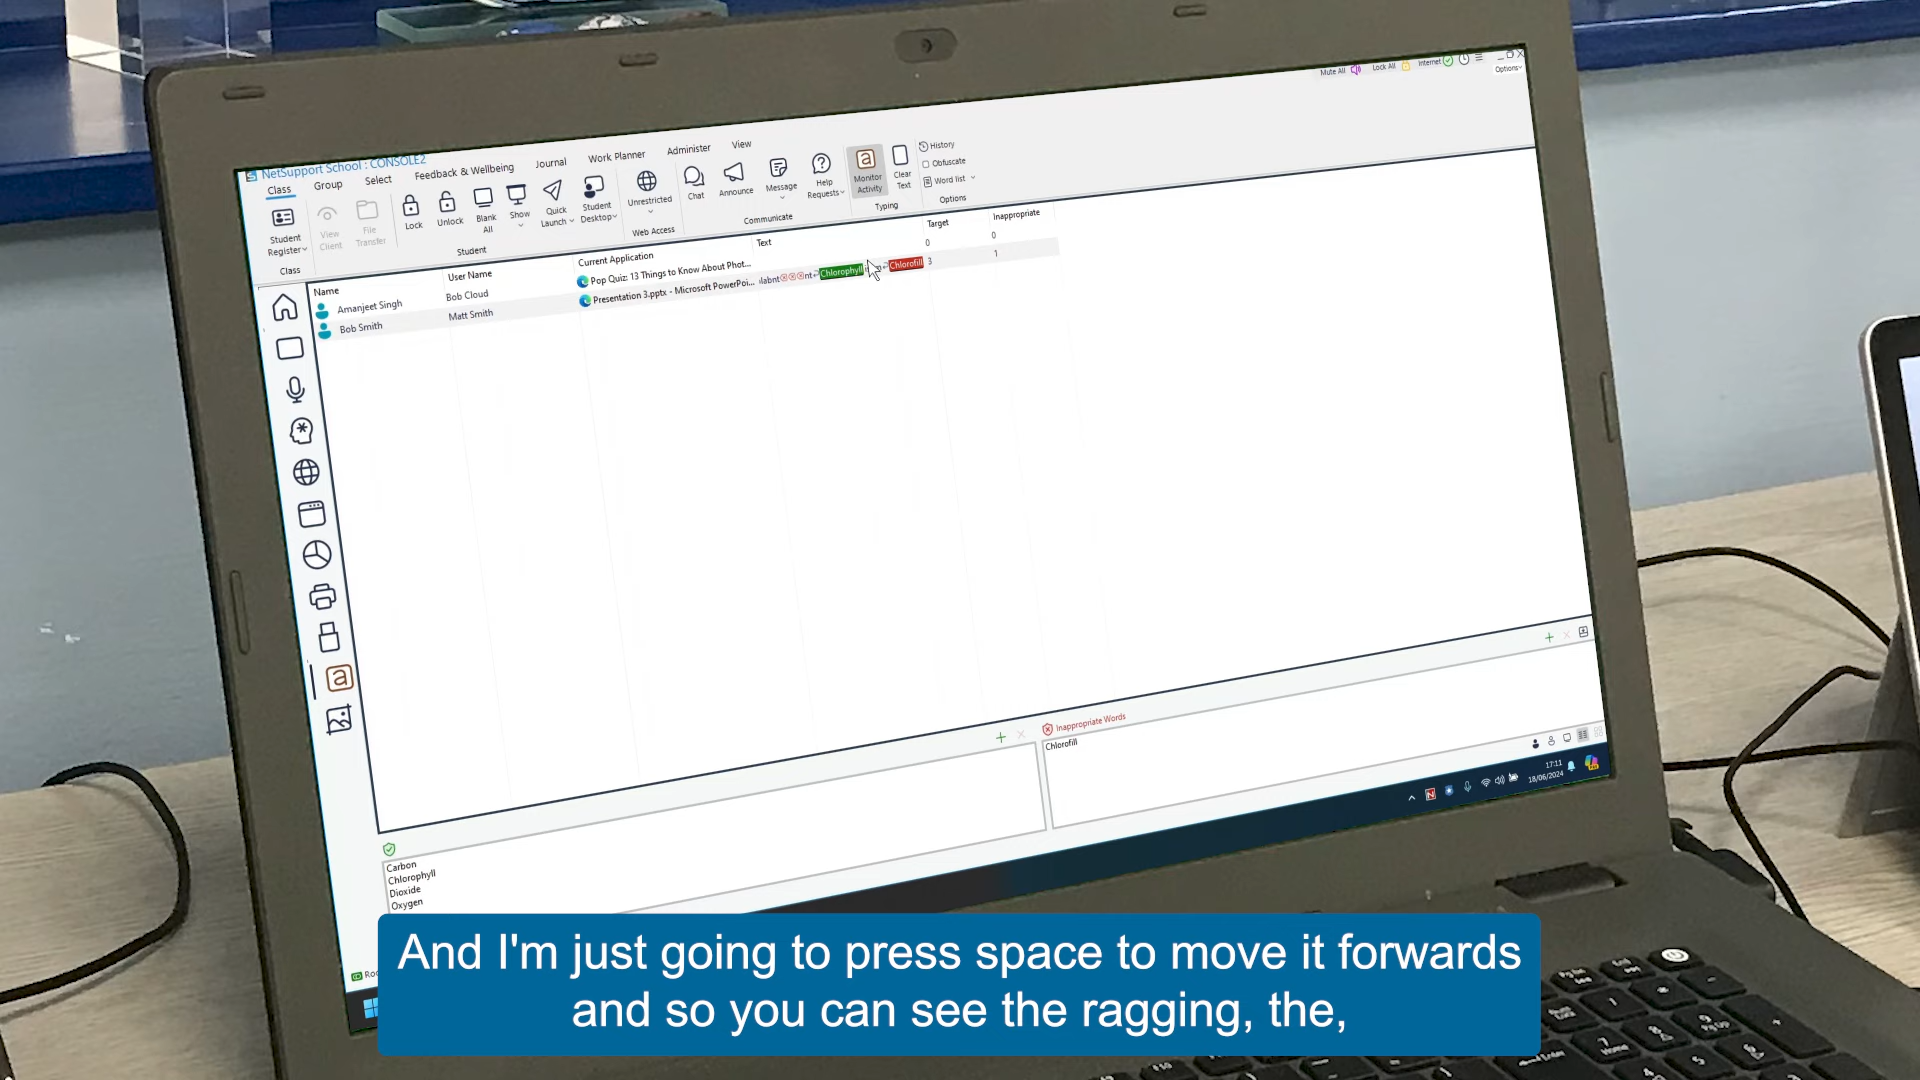 NetSupport School : CONSOLE2
Mute All
Lock All
Internet
Options
Class
Group
Select
Feedback & Wellbeing
Journal
Work Planner
Administer
View
Student Register
View Client
File Transfer
Lock
Unlock
Blank All
Show
Quick Launch
Student Desktop
Unrestricted
Chat
Announce
Message
Help Requests
Monitor Activity
Clear Text
History
Obfuscate
Word list
Class
Student
Web Access
Communicate
Typing
Options
Name
User Name
Current Application
Text
Target
Inappropriate
Amanjeet Singh
Bob Cloud
Pop Quiz: 13 Things to Know About Phot...
0
0
Bob Smith
Matt Smith
Presentation 3.pptx - Microsoft PowerPoi...
Chlorophyll
Chlorofill
3
1
Inappropriate Words
Chlorofill
Carbon
Chlorophyll
Dioxide
Oxygen
17:11
18/06/2024
And I'm just going to press space to move it forwards
and so you can see the ragging, the,